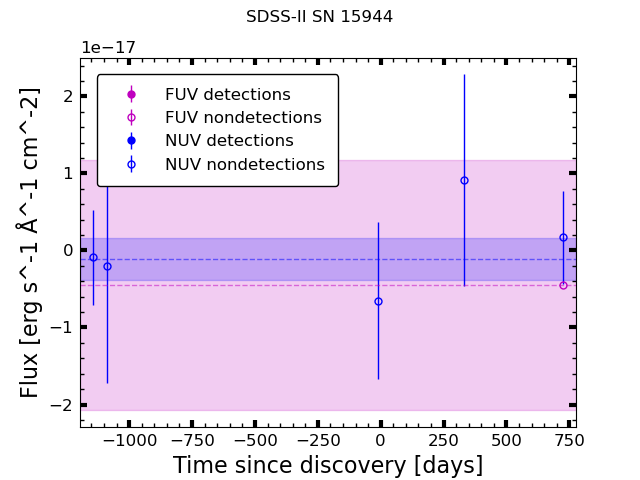 SDSS-II SN 15944
1e−17
FUV detections
FUV nondetections
NUV detections
NUV nondetections
2
1
0
−1
−2
Flux [erg s^-1 Å^-1 cm^-2]
−1000 −750 −500 −250 0 250 500 750
Time since discovery [days]